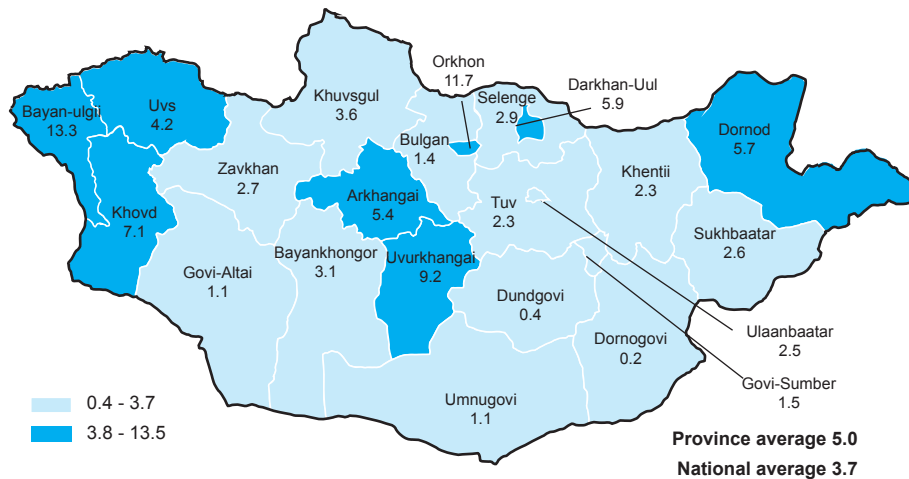 Orkhon
11.7
Darkhan-Uul
5.9
Selenge
2.9
Khuvsgul
3.6
Bayan-ulgii
13.3
Uvs
4.2
Dornod
5.7
Bulgan
1.4
Zavkhan
2.7
Khentii
2.3
Arkhangai
5.4
Tuv
2.3
Khovd
7.1
Sukhbaatar
2.6
Bayankhongor
3.1
Uvurkhangai
9.2
Govi-Altai
1.1
Dundgovi
0.4
Dornogovi
0.2
Ulaanbaatar
2.5
Govi-Sumber
1.5
Umnugovi
1.1
0.4 - 3.7
3.8 - 13.5
Province average 5.0
National average 3.7